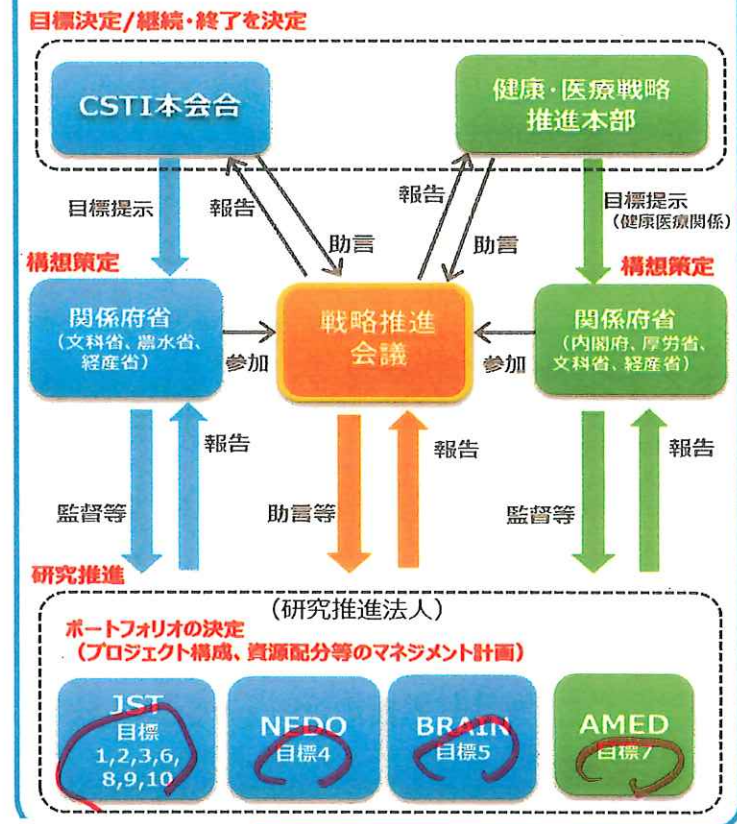 目標決定/継続・終了を決定
CSTI本会合
健康・医療戦略
推進本部
目標提示
報告
助言
報告
助言
目標提示
(健康医療関係)
構想策定
構想策定
関係府省
(文科省、農水省、
経産省)
参加
戦略推進
会議
参加
関係府省
(内閣府、厚労省、
文科省、経産省)
監督等
報告
助言等
報告
監督等
報告
研究推進
(研究推進法人)
ポートフォリオの決定
(プロジェクト構成、資源配分等のマネジメント計画)
JST
目標
1,2,3,6,
8,9,10
NEDO
目標4
BRAIN
目標5
AMED
目標7